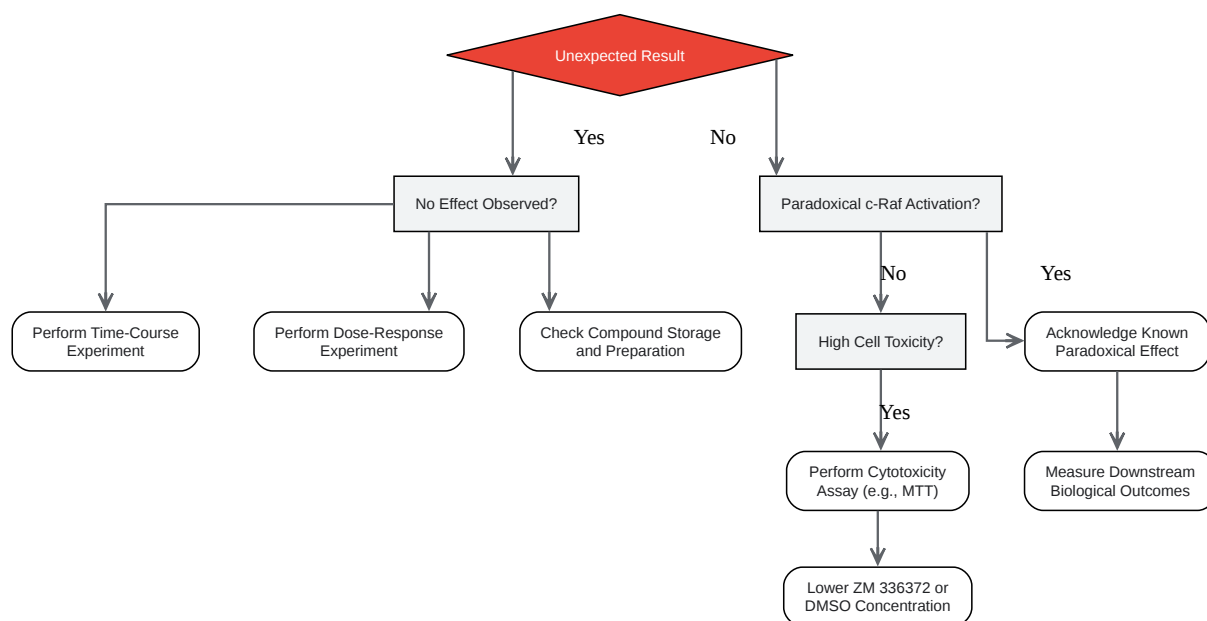 Unexpected Result
Yes
No
No Effect Observed?
Paradoxical c-Raf Activation?
No
Yes
Perform Time-Course
Experiment
Perform Dose-Response
Experiment
Check Compound Storage
and Preparation
High Cell Toxicity?
Acknowledge Known
Paradoxical Effect
Yes
Perform Cytotoxicity
Assay (e.g., MTT)
Measure Downstream
Biological Outcomes
Lower ZM 336372 or
DMSO Concentration